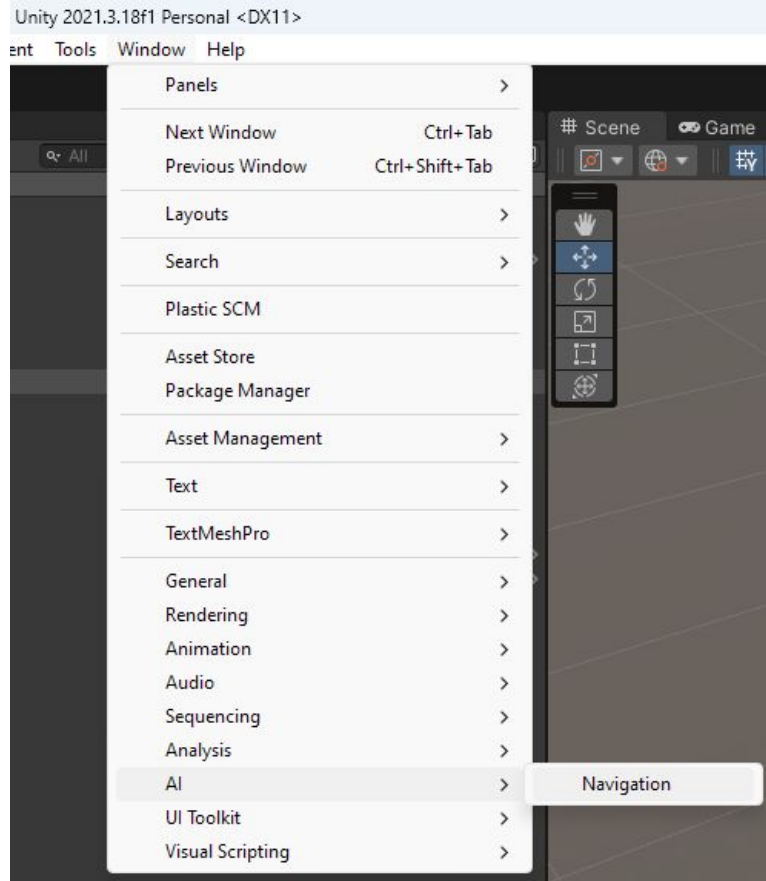 Unity 2021.3.18f1 Personal <DX11>
ent Tools Window Help
Panels
Next Window Ctrl+Tab
Previous Window Ctrl+Shift+Tab
Layouts
Search
Plastic SCM
Asset Store
Package Manager
Asset Management
Text
TextMeshPro
General
Rendering
Animation
Audio
Sequencing
Analysis
AI
UI Toolkit
Visual Scripting
Navigation
All
Scene Game
Y